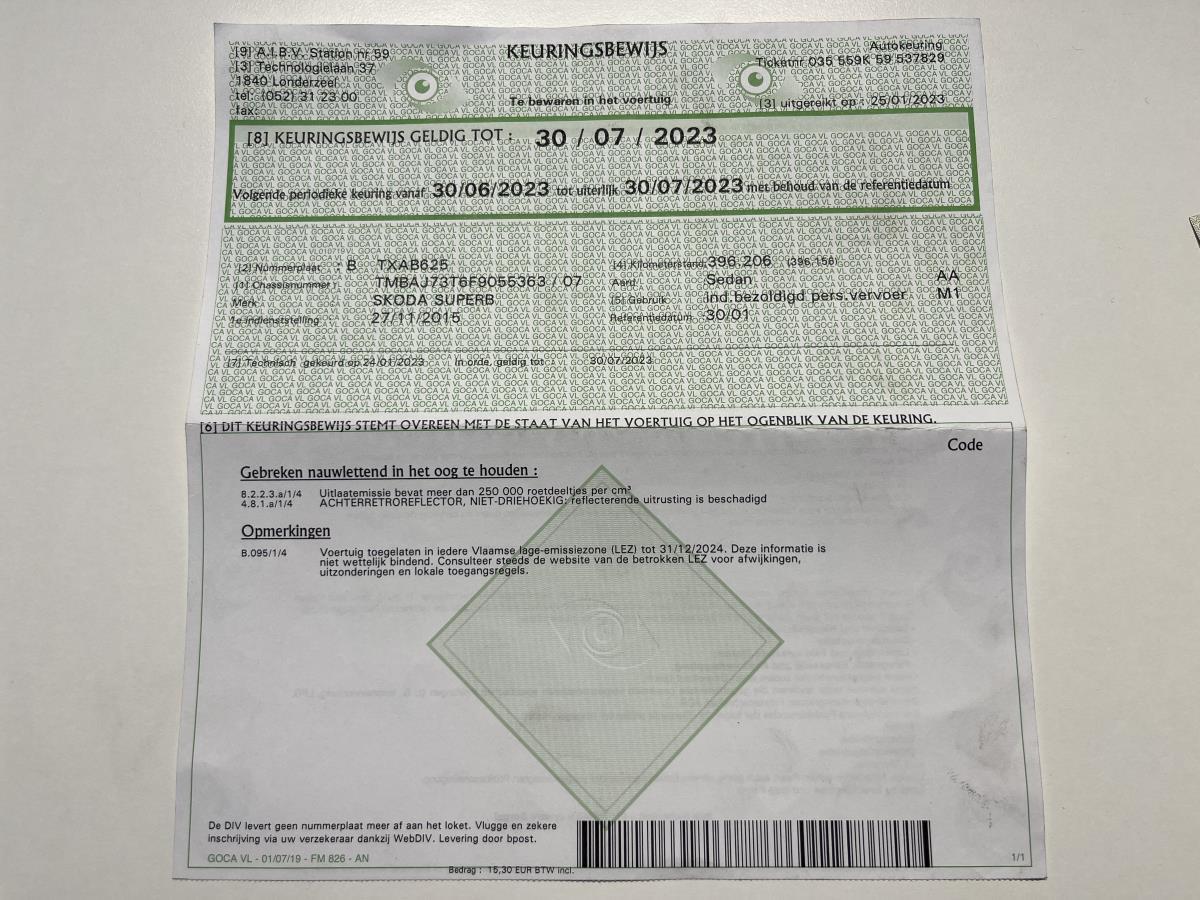 KEURINGSBEWIJS
[9] A.I.B.V. Station nr 59
[3] Technologielaan 37
1840 Londerzeel
tel: (052) 31 23 00
fax:
Te bewaren in het voertuig
Autokeuring
Ticketnr 035 559K 59 537829
[3] uitgereikt op : 25/01/2023
[8] KEURINGSBEWIJS GELDIG TOT : 30 / 07 / 2023
Volgende periodieke keuring vanaf 30/06/2023 tot uiterlijk 30/07/2023 met behoud van de referentiedatum
[2] Nummerplaat : B TXAB625
[1] Chassisnummer : TMBAJ73T6F9055363 / 07
Merk SKODA SUPERB
1e indienststelling 27/11/2015
[4] Kilometerstand 396.206 (396.156)
Aard Sedan AA
[5] Gebruik ind.bezoldigd pers.vervoer M1
Referentiedatum 30/01
[7] Technisch gekeurd op 24/01/2023 In orde, geldig tot 30/07/2023
[6] DIT KEURINGSBEWIJS STEMT OVEREEN MET DE STAAT VAN HET VOERTUIG OP HET OGENBLIK VAN DE KEURING.
Code
Gebreken nauwlettend in het oog te houden :
8.2.2.3.a/1/4 Uitlaatemissie bevat meer dan 250 000 roetdeeltjes per cm³
4.8.1.a/1/4 ACHTERRETROREFLECTOR, NIET-DRIEHOEKIG: reflecterende uitrusting is beschadigd
Opmerkingen
B.095/1/4 Voertuig toegelaten in iedere Vlaamse lage-emissiezone (LEZ) tot 31/12/2024. Deze informatie is
niet wettelijk bindend. Consulteer steeds de website van de betrokken LEZ voor afwijkingen,
uitzonderingen en lokale toegangsregels.
De DIV levert geen nummerplaat meer af aan het loket. Vlugge en zekere
inschrijving via uw verzekeraar dankzij WebDIV. Levering door bpost.
GOCA VL - 01/07/19 - FM 826 - AN
Bedrag : 15,30 EUR BTW incl.
1/1